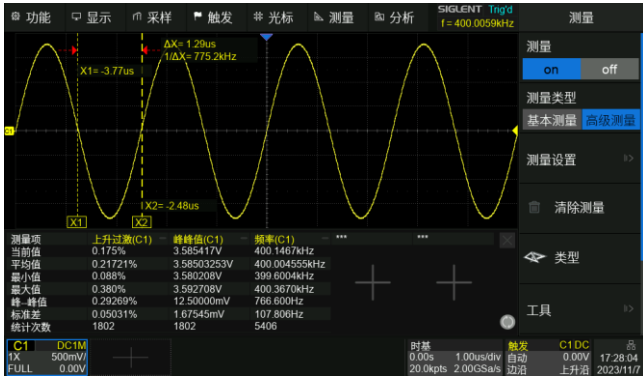 功能 显示 采样 触发 光标 测量 分析 SIGLENT Trig'd 测量
f = 400.0059kHz
ΔX= 1.29us
1/ΔX= 775.2kHz
X1= -3.77us
X2= -2.48us
C1
X1 X2
测量
on off
测量类型
基本测量 高级测量
测量设置
清除测量
类型
工具
测量项 上升过激(C1) 峰峰值(C1) 频率(C1) *** ***
当前值 0.175% 3.585417V 400.1467kHz
平均值 0.21721% 3.58503253V 400.004555kHz
最小值 0.088% 3.580208V 399.6004kHz
最大值 0.380% 3.592708V 400.3670kHz
峰–峰值 0.29269% 12.50000mV 766.600Hz
标准差 0.05031% 1.67545mV 107.806Hz
统计次数 1802 1802 5406
C1 DC1M
1X 500mV/
FULL 0.00V
时基
0.00s 1.00us/div
20.0kpts 2.00GSa/s
触发 C1 DC
自动 0.00V
边沿 上升沿
17:28:04
2023/11/7